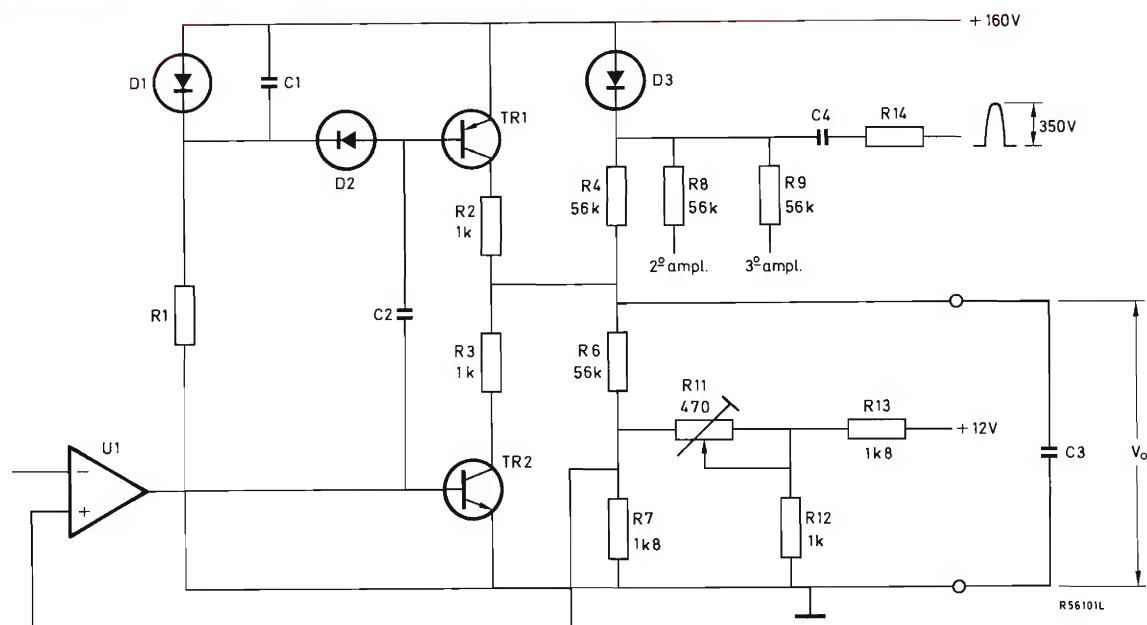 +160V
D1
C1
D3
TR1
C4
R14
350V
D2
R4
56k
R8
56k
R9
56k
R2
1k
2º ampl.
3º ampl.
R1
C2
R3
1k
R6
56k
R11
470
R13
1k8
+12V
C3
Vo
U1
−
+
TR2
R7
1k8
R12
1k
R56101L